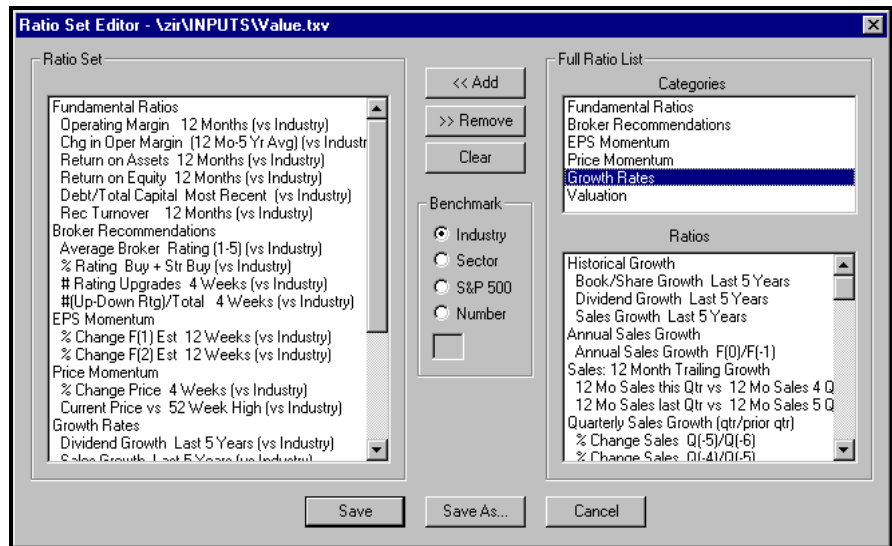 Ratio Set Editor - \zir\INPUTS\Value.txv
Ratio Set
Fundamental Ratios
Operating Margin 12 Months (vs Industry)
Chg in Oper Margin (12 Mo-5 Yr Avg) (vs Industr
Return on Assets 12 Months (vs Industry)
Return on Equity 12 Months (vs Industry)
Debt/Total Capital Most Recent (vs Industry)
Rec Turnover 12 Months (vs Industry)
Broker Recommendations
Average Broker Rating (1-5) (vs Industry)
% Rating Buy + Str Buy (vs Industry)
# Rating Upgrades 4 Weeks (vs Industry)
#(Up-Down Rtg)/Total 4 Weeks (vs Industry)
EPS Momentum
% Change F(1) Est 12 Weeks (vs Industry)
% Change F(2) Est 12 Weeks (vs Industry)
Price Momentum
% Change Price 4 Weeks (vs Industry)
Current Price vs 52 Week High (vs Industry)
Growth Rates
Dividend Growth Last 5 Years (vs Industry)
Sales Growth Last 5 Years (vs Industry)
<< Add
>> Remove
Clear
Benchmark
Industry
Sector
S&P 500
Number
Full Ratio List
Categories
Fundamental Ratios
Broker Recommendations
EPS Momentum
Price Momentum
Growth Rates
Valuation
Ratios
Historical Growth
Book/Share Growth Last 5 Years
Dividend Growth Last 5 Years
Sales Growth Last 5 Years
Annual Sales Growth
Annual Sales Growth F(0)/F(-1)
Sales: 12 Month Trailing Growth
12 Mo Sales this Qtr vs 12 Mo Sales 4 Q
12 Mo Sales last Qtr vs 12 Mo Sales 5 Q
Quarterly Sales Growth (qtr/prior qtr)
% Change Sales Q(-5)/Q(-6)
% Change Sales Q(-4)/Q(-5)
Save
Save As...
Cancel